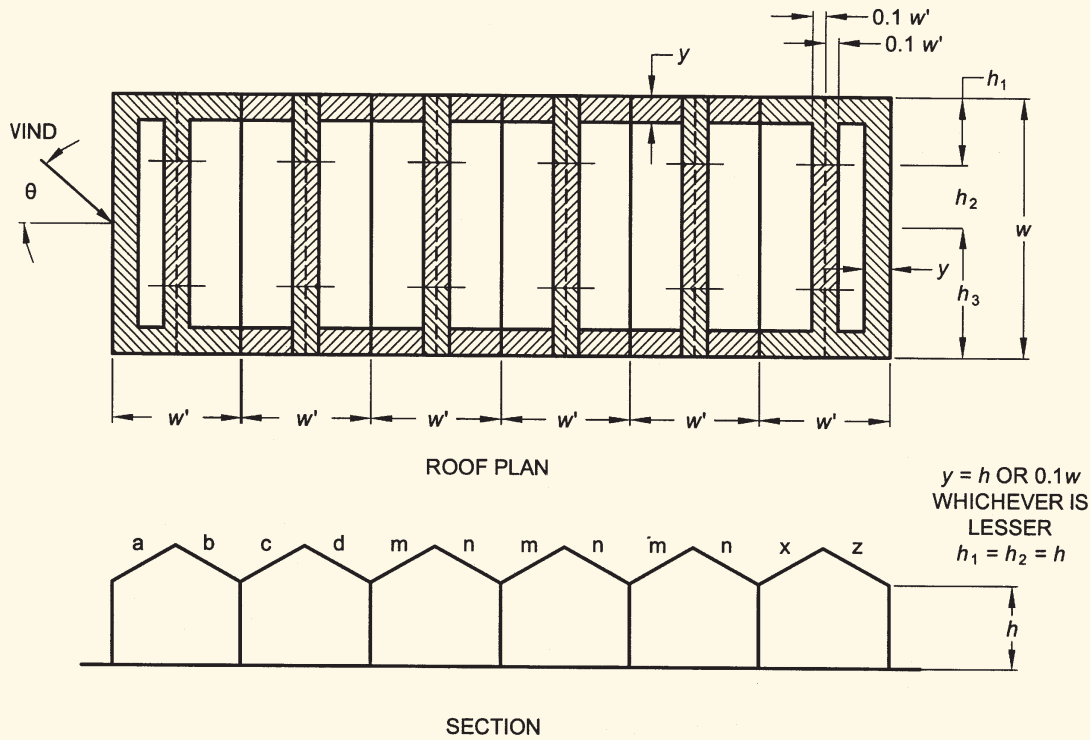 0.1 w'
0.1 w'
y
h₁
VIND
θ
h₂
w
y
h₃
w' w' w' w' w' w'
ROOF PLAN
y = h OR 0.1w
WHICHEVER IS
LESSER
h₁ = h₂ = h
a b c d m n m n m n x z
h
SECTION